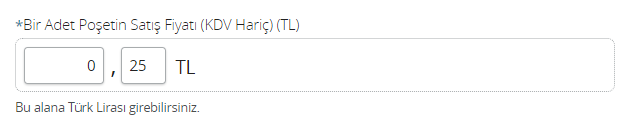 *Bir Adet Poşetin Satış Fiyatı (KDV Hariç) (TL)
0 , 25 TL
Bu alana Türk Lirası girebilirsiniz.